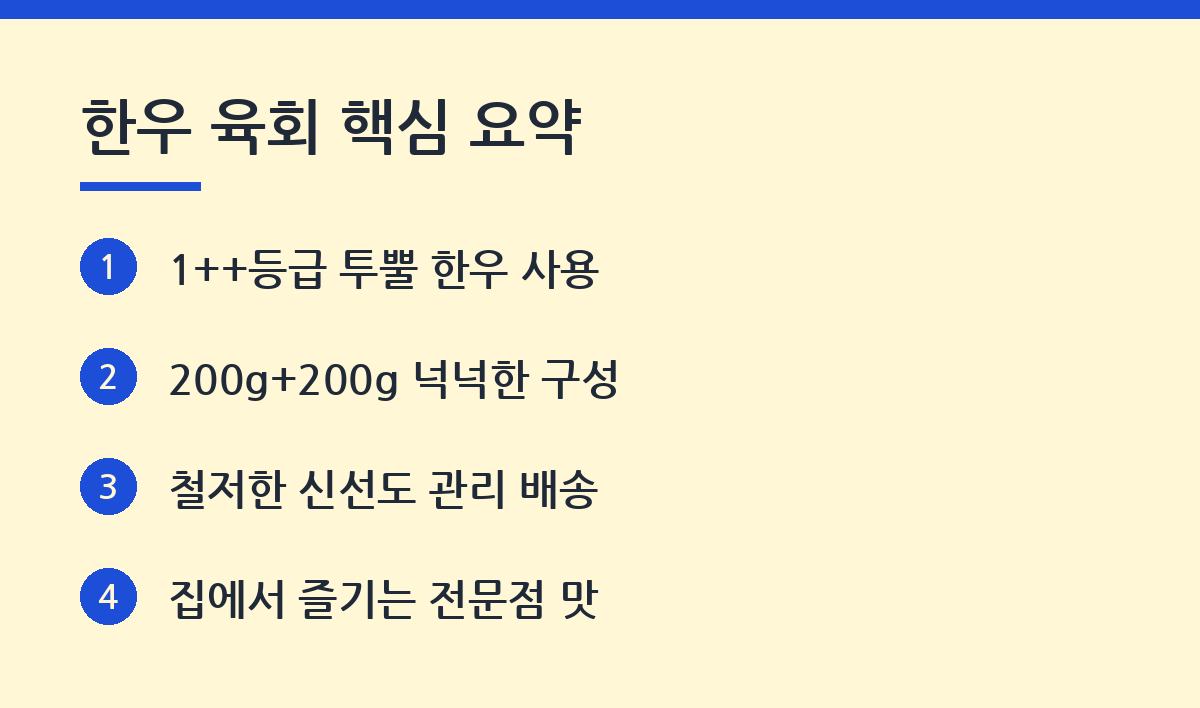 한우 육회 핵심 요약
1 1++등급 투뿔 한우 사용
2 200g+200g 넉넉한 구성
3 철저한 신선도 관리 배송
4 집에서 즐기는 전문점 맛